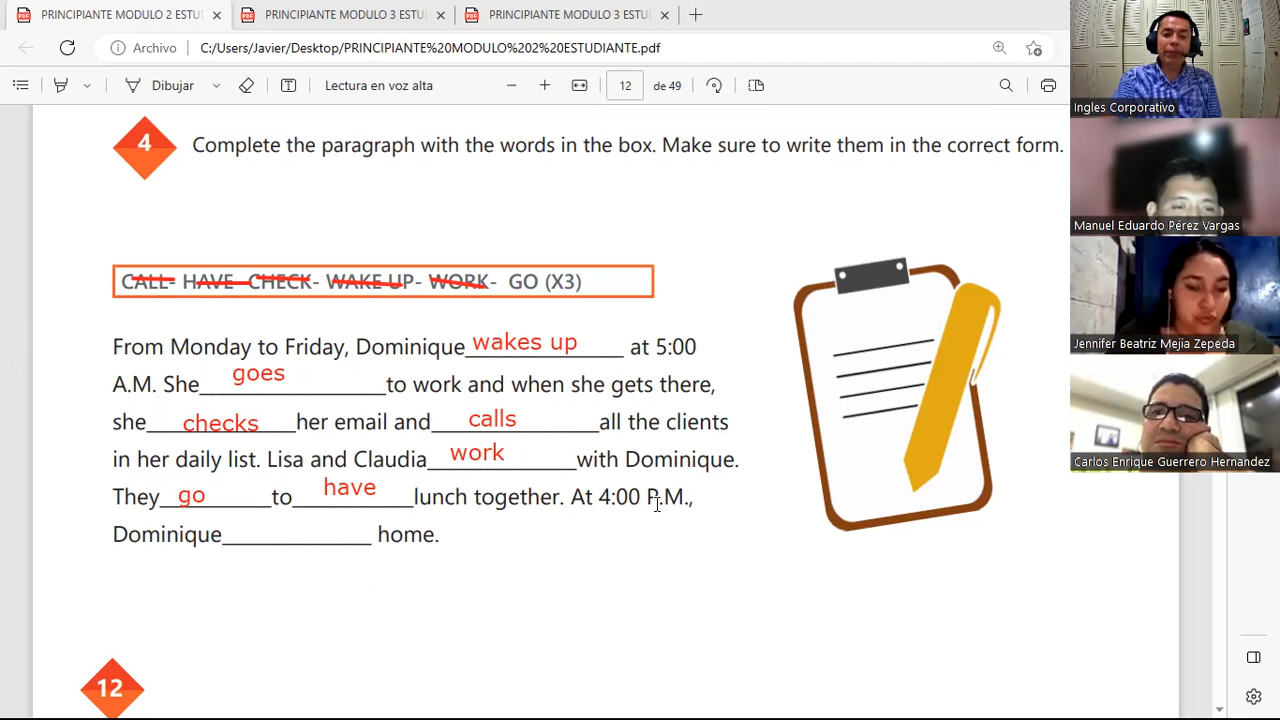 PRINCIPIANTE MODULO 2 ESTU
PRINCIPIANTE MODULO 3 ESTU
PRINCIPIANTE MODULO 3 ESTU
Archivo C:/Users/Javier/Desktop/PRINCIPIANTE%20MODULO%202%20ESTUDIANTE.pdf
Dibujar
Lectura en voz alta
12 de 49
4 Complete the paragraph with the words in the box. Make sure to write them in the correct form.
CALL- HAVE- CHECK- WAKE UP- WORK- GO (X3)
From Monday to Friday, Dominique wakes up at 5:00
A.M. She goes to work and when she gets there,
she checks her email and calls all the clients
in her daily list. Lisa and Claudia work with Dominique.
They go to have lunch together. At 4:00 P.M.,
Dominique______________ home.
12
Ingles Corporativo
Manuel Eduardo Pérez Vargas
Jennifer Beatriz Mejia Zepeda
Carlos Enrique Guerrero Hernandez